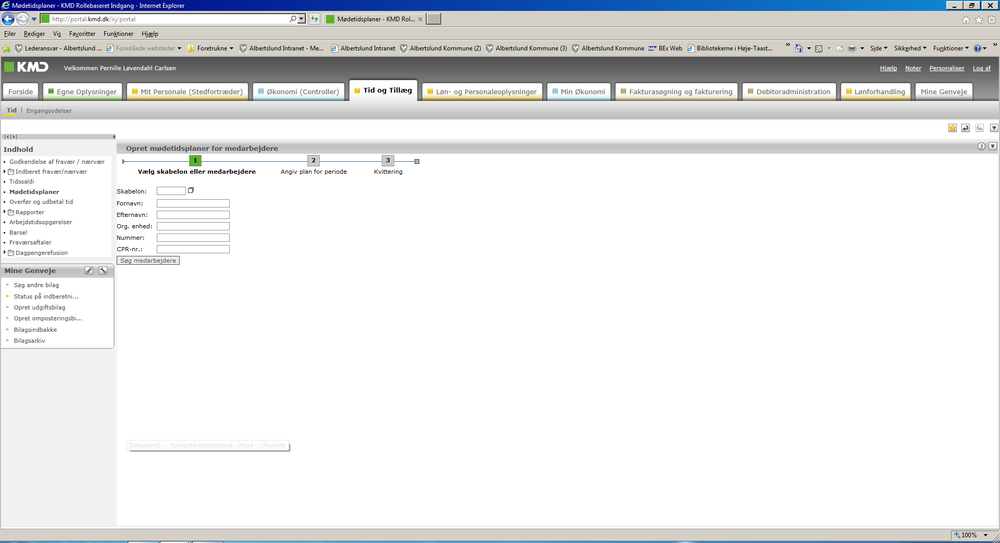 Mødetidsplaner - KMD Rollebaseret Indgang - Internet Explorer
http://portal.kmd.dk/irj/portal
Mødetidsplaner - KMD Rol...
Filer Rediger Vis Favoritter Funktioner Hjælp
Lederansvar - Albertslund ... Foreslåede websteder Foretrukne Albertslund Intranet - Me... Albertslund Intranet Albertslund Kommune (2) Albertslund Kommune (3) Albertslund Kommune BEx Web Bibliotekerne i Høje-Taast... » Side Sikkerhed Funktioner »
KMD Velkommen Pernille Løvendahl Carlsen Hjælp Noter Personaliser Log af
Forside Egne Oplysninger Mit Personale (Stedfortræder) Økonomi (Controller) Tid og Tillæg Løn- og Personaleoplysninger Min Økonomi Fakturasøgning og fakturering Debitoradministration Lønforhandling Mine Genveje
Tid | Engangsydelser
Indhold
Godkendelse af fravær / nærvær
Indberet fravær/nærvær
Tidssaldi
Mødetidsplaner
Overfør og udbetal tid
Rapporter
Arbejdstidsopgørelser
Barsel
Fraværsaftaler
Dagpengerefusion
Mine Genveje
Søg andre bilag
Status på indberetni...
Opret udgiftsbilag
Opret omposteringsbi...
Bilagsindbakke
Bilagsarkiv
Opret mødetidsplaner for medarbejdere
1 2 3
Vælg skabelon eller medarbejdere Angiv plan for periode Kvittering
Skabelon:
Fornavn:
Efternavn:
Org. enhed:
Nummer:
CPR-nr.:
Søg medarbejdere
Dokument1 - Kompatibilitetstilstand - Word - \\Remote
100%